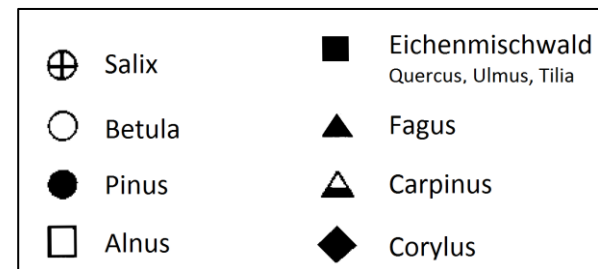 Salix
Betula
Pinus
Alnus
Eichenmischwald
Quercus, Ulmus, Tilia
Fagus
Carpinus
Corylus